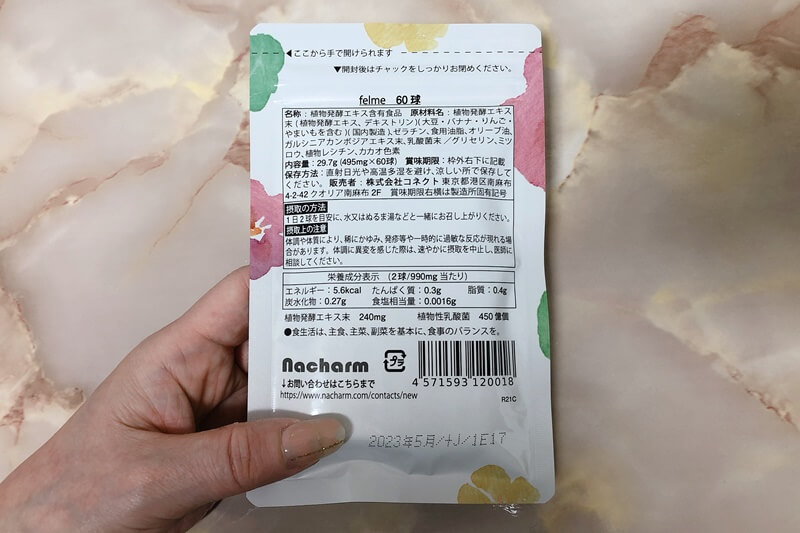 ◀ここから手で開けられます
▼開封後はチャックをしっかりお閉めください。
felme 60球
名称：植物発酵エキス含有食品 原材料名：植物発酵エキス
末(植物発酵エキス、デキストリン)(大豆・バナナ・りんご・
やまいもを含む)(国内製造)、ゼラチン、食用油脂、オリーブ油、
ガルシニアカンボジアエキス末、乳酸菌末／グリセリン、ミツ
ロウ、植物レシチン、カカオ色素
内容量：29.7g (495mg×60球) 賞味期限：枠外右下に記載
保存方法：直射日光や高温多湿を避け、涼しい所で保存して
ください。販売者：株式会社コネクト 東京都港区南麻布
4-2-42 クオリア南麻布 2F 賞味期限右横は製造所固有記号
摂取の方法
1日2球を目安に、水又はぬるま湯などと一緒にお召し上がりください。
摂取上の注意
体調や体質により、稀にかゆみ、発疹等や一時的に過敏な反応が現れる場
合があります。体調に異変を感じた際は、速やかに摂取を中止し、医師に
相談してください。
栄養成分表示 (2球/990mg 当たり)
エネルギー：5.6kcal たんぱく質：0.3g 脂質：0.4g
炭水化物：0.27g 食塩相当量：0.0016g
植物発酵エキス末 240mg 植物性乳酸菌 450億個
●食生活は、主食、主菜、副菜を基本に、食事のバランスを。
Nacharm
プラ
4 571593 120018
↓お問い合わせはこちらまで
https://www.nacharm.com/contacts/new
R21C
2023年5月/+J/1E17